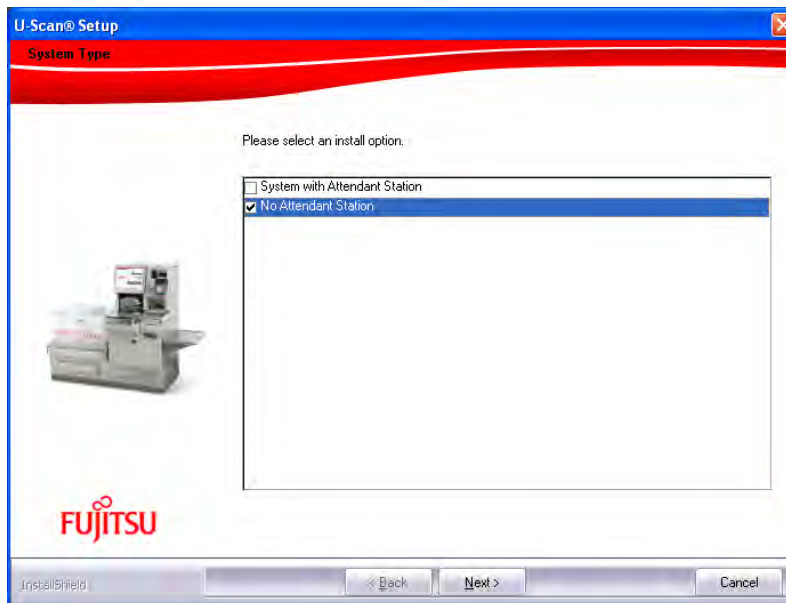 U-Scan® Setup
System Type
Please select an install option.
System with Attendant Station
No Attendant Station
FUJITSU
InstallShield
< Back
Next >
Cancel